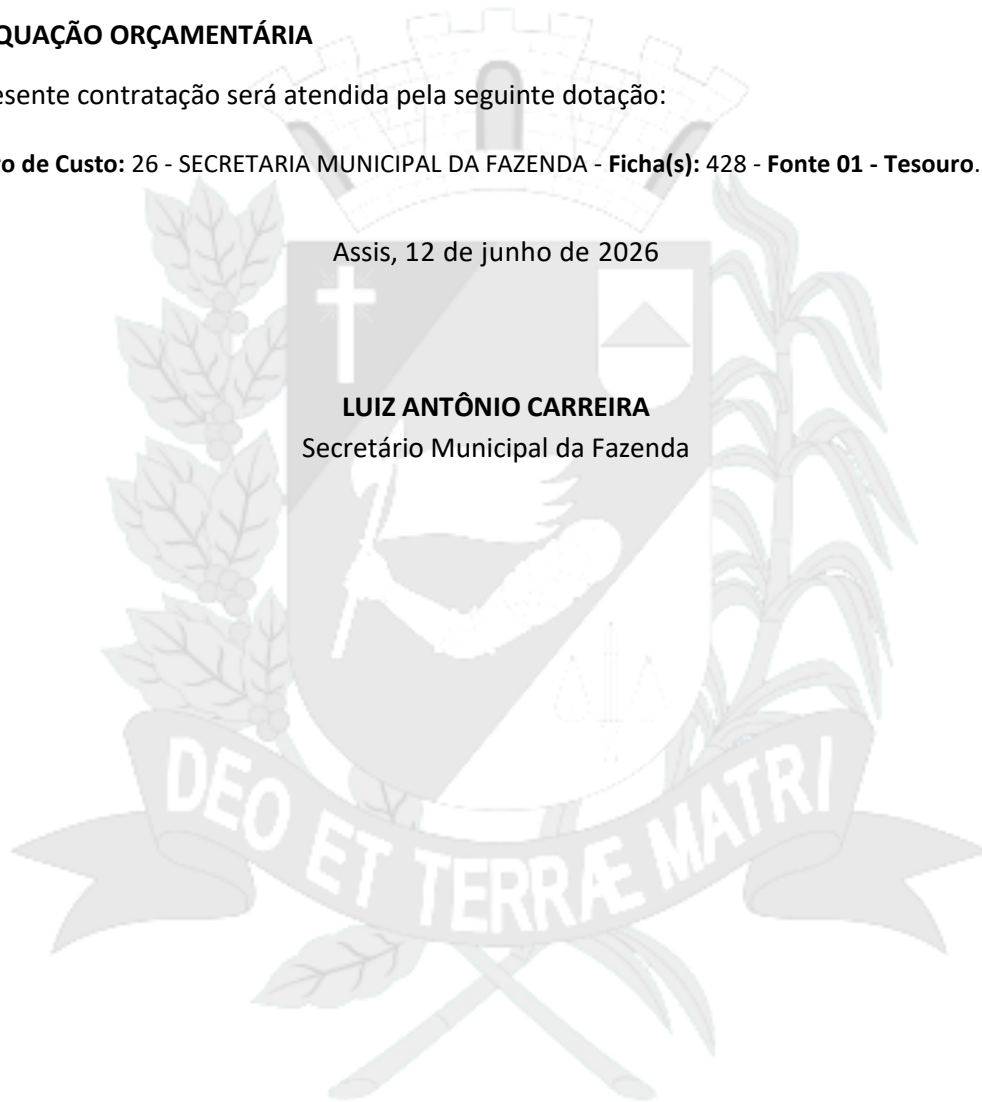 QUAÇÃO ORÇAMENTÁRIA
esente contratação será atendida pela seguinte dotação:
ro de Custo: 26 - SECRETARIA MUNICIPAL DA FAZENDA - Ficha(s): 428 - Fonte 01 - Tesouro.
Assis, 12 de junho de 2026
LUIZ ANTÔNIO CARREIRA
Secretário Municipal da Fazenda
DEO ET TERRÆ MATRI